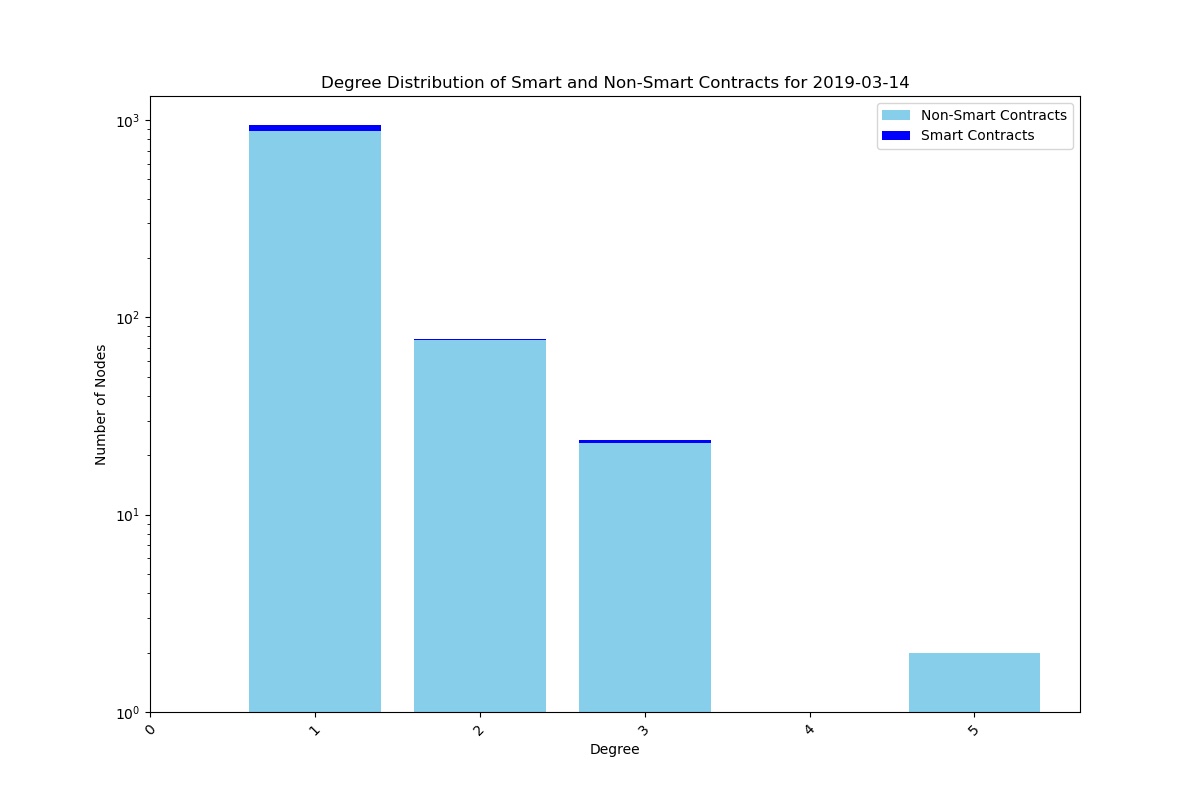 Degree Distribution of Smart and Non-Smart Contracts for 2019-03-14
Non-Smart Contracts
Smart Contracts
Number of Nodes
10³
10²
10¹
10⁰
0 1 2 3 4 5
Degree